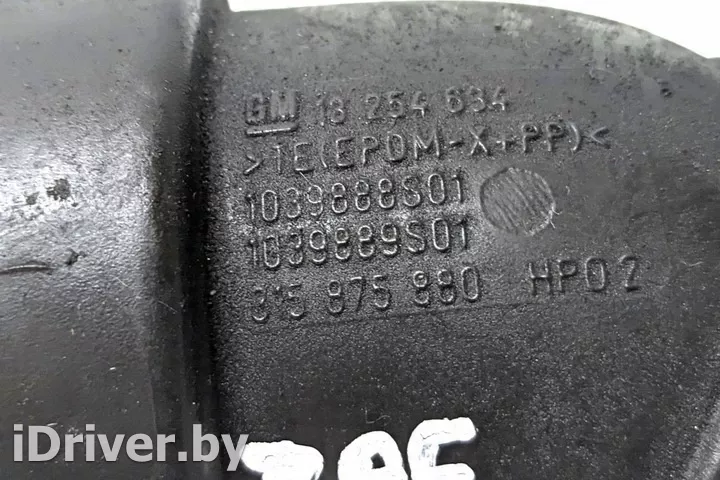 GM 13 254 634
>TE(EPDM-X+PP)<
1039888S01
1039889S01
315 875 880 HP02
iDriver.by